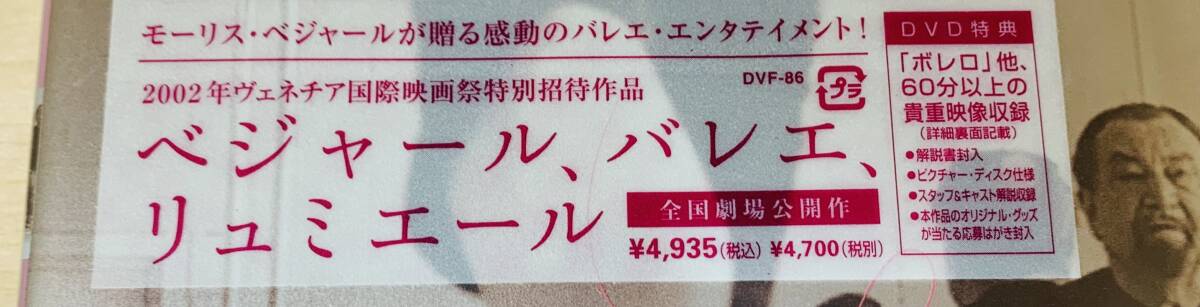 モーリス・ベジャールが贈る感動のバレエ・エンタテイメント!
2002年ヴェネチア国際映画祭特別招待作品
DVF-86
プラ
ベジャール、バレエ、
リュミエール
全国劇場公開作
¥4,935(税込) ¥4,700(税別)
DVD特典
「ボレロ」他、
60分以上の
貴重映像収録
(詳細裏面記載)
●解説書封入
●ピクチャー・ディスク仕様
●スタッフ&キャスト解説収録
●本作品のオリジナル・グッズ
が当たる応募はがき封入